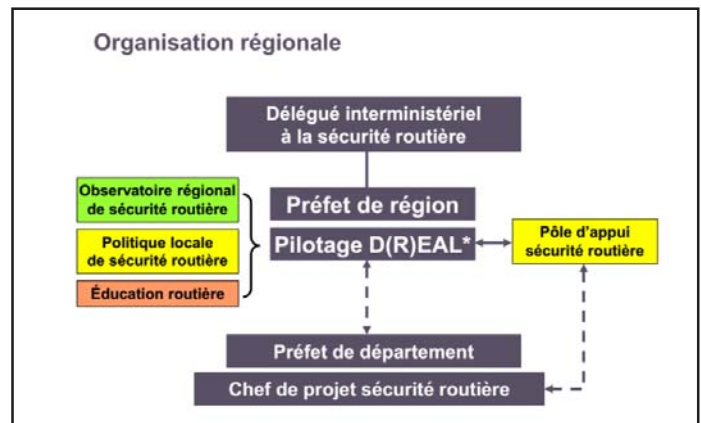 Organisation régionale
Délégué interministériel
à la sécurité routière
Observatoire régional
de sécurité routière
Politique locale
de sécurité routière
Éducation routière
Préfet de région
Pilotage D(R)EAL*
Pôle d'appui
sécurité routière
Préfet de département
Chef de projet sécurité routière